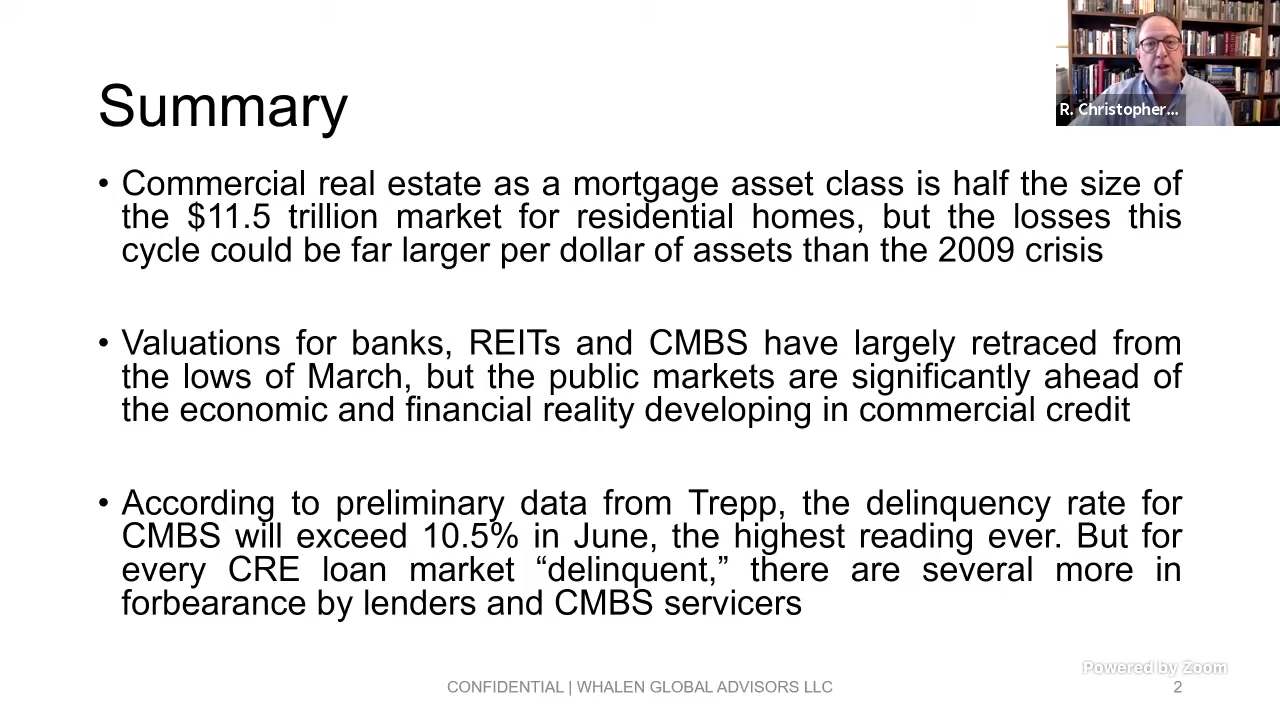 R. Christopher...
Summary
• Commercial real estate as a mortgage asset class is half the size of
the $11.5 trillion market for residential homes, but the losses this
cycle could be far larger per dollar of assets than the 2009 crisis
• Valuations for banks, REITs and CMBS have largely retraced from
the lows of March, but the public markets are significantly ahead of
the economic and financial reality developing in commercial credit
• According to preliminary data from Trepp, the delinquency rate for
CMBS will exceed 10.5% in June, the highest reading ever. But for
every CRE loan market “delinquent,” there are several more in
forbearance by lenders and CMBS servicers
Powered by Zoom
CONFIDENTIAL | WHALEN GLOBAL ADVISORS LLC
2